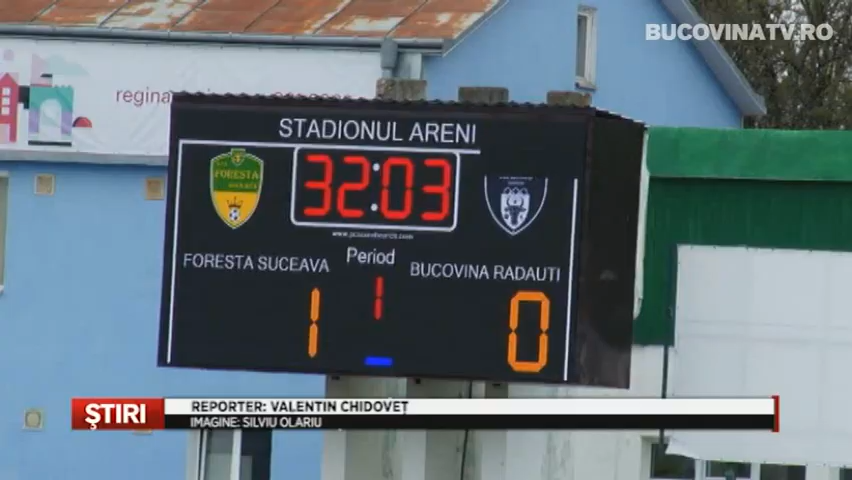 BUCOVINATV.RO
regina
STADIONUL ARENI
FORESTA
32:03
Period
FORESTA SUCEAVA
BUCOVINA RADAUTI
1
1
0
ŞTIRI
REPORTER: VALENTIN CHIDOVEŢ
IMAGINE: SILVIU OLARIU